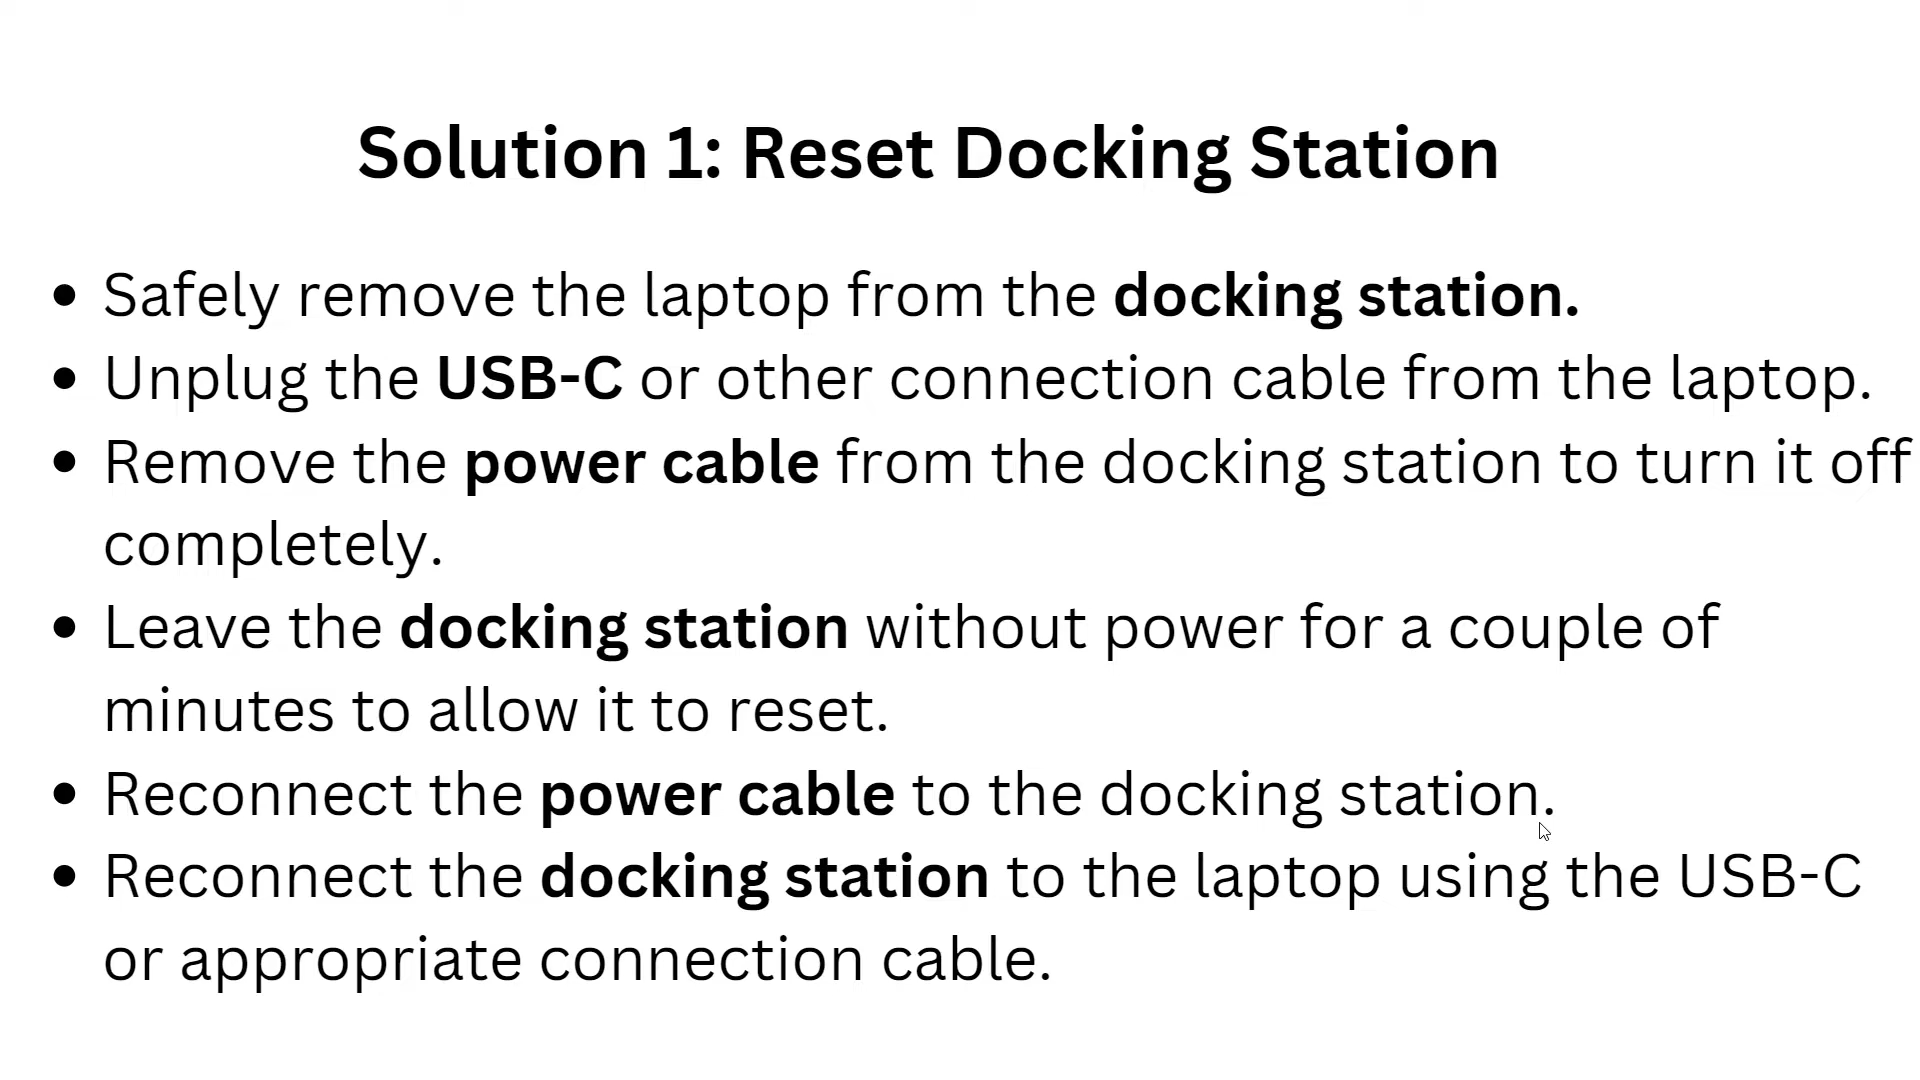 Solution 1: Reset Docking Station
• Safely remove the laptop from the docking station.
• Unplug the USB-C or other connection cable from the laptop.
• Remove the power cable from the docking station to turn it off
completely.
• Leave the docking station without power for a couple of
minutes to allow it to reset.
• Reconnect the power cable to the docking station.
• Reconnect the docking station to the laptop using the USB-C
or appropriate connection cable.